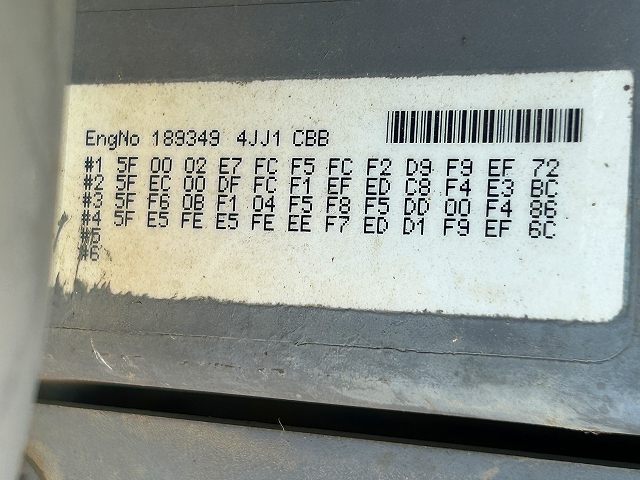 EngNo 189349 4JJ1 CBB
#1 5F 00 02 E7 FC F5 FC F2 D9 F9 EF 72
#2 5F EC 00 DF FC F1 EF ED C8 F4 E3 BC
#3 5F F6 0B F1 04 F5 F8 F5 DD 00 F4 86
#4 5F E5 FE E5 FE EE F7 ED D1 F9 EF 6C
#5
#6